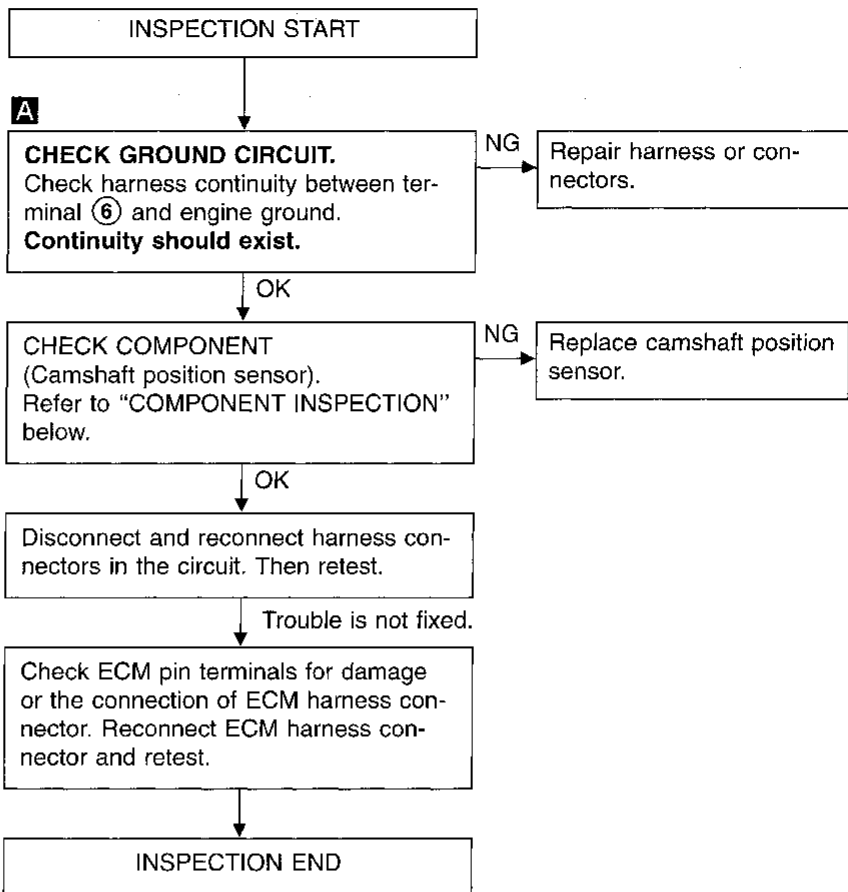 INSPECTION START
A
CHECK GROUND CIRCUIT.
Check harness continuity between ter-
minal ⑥ and engine ground.
Continuity should exist.
NG
Repair harness or con-
nectors.
OK
CHECK COMPONENT
(Camshaft position sensor).
Refer to “COMPONENT INSPECTION”
below.
NG
Replace camshaft position
sensor.
OK
Disconnect and reconnect harness con-
nectors in the circuit. Then retest.
Trouble is not fixed.
Check ECM pin terminals for damage
or the connection of ECM harness con-
nector. Reconnect ECM harness con-
nector and retest.
INSPECTION END